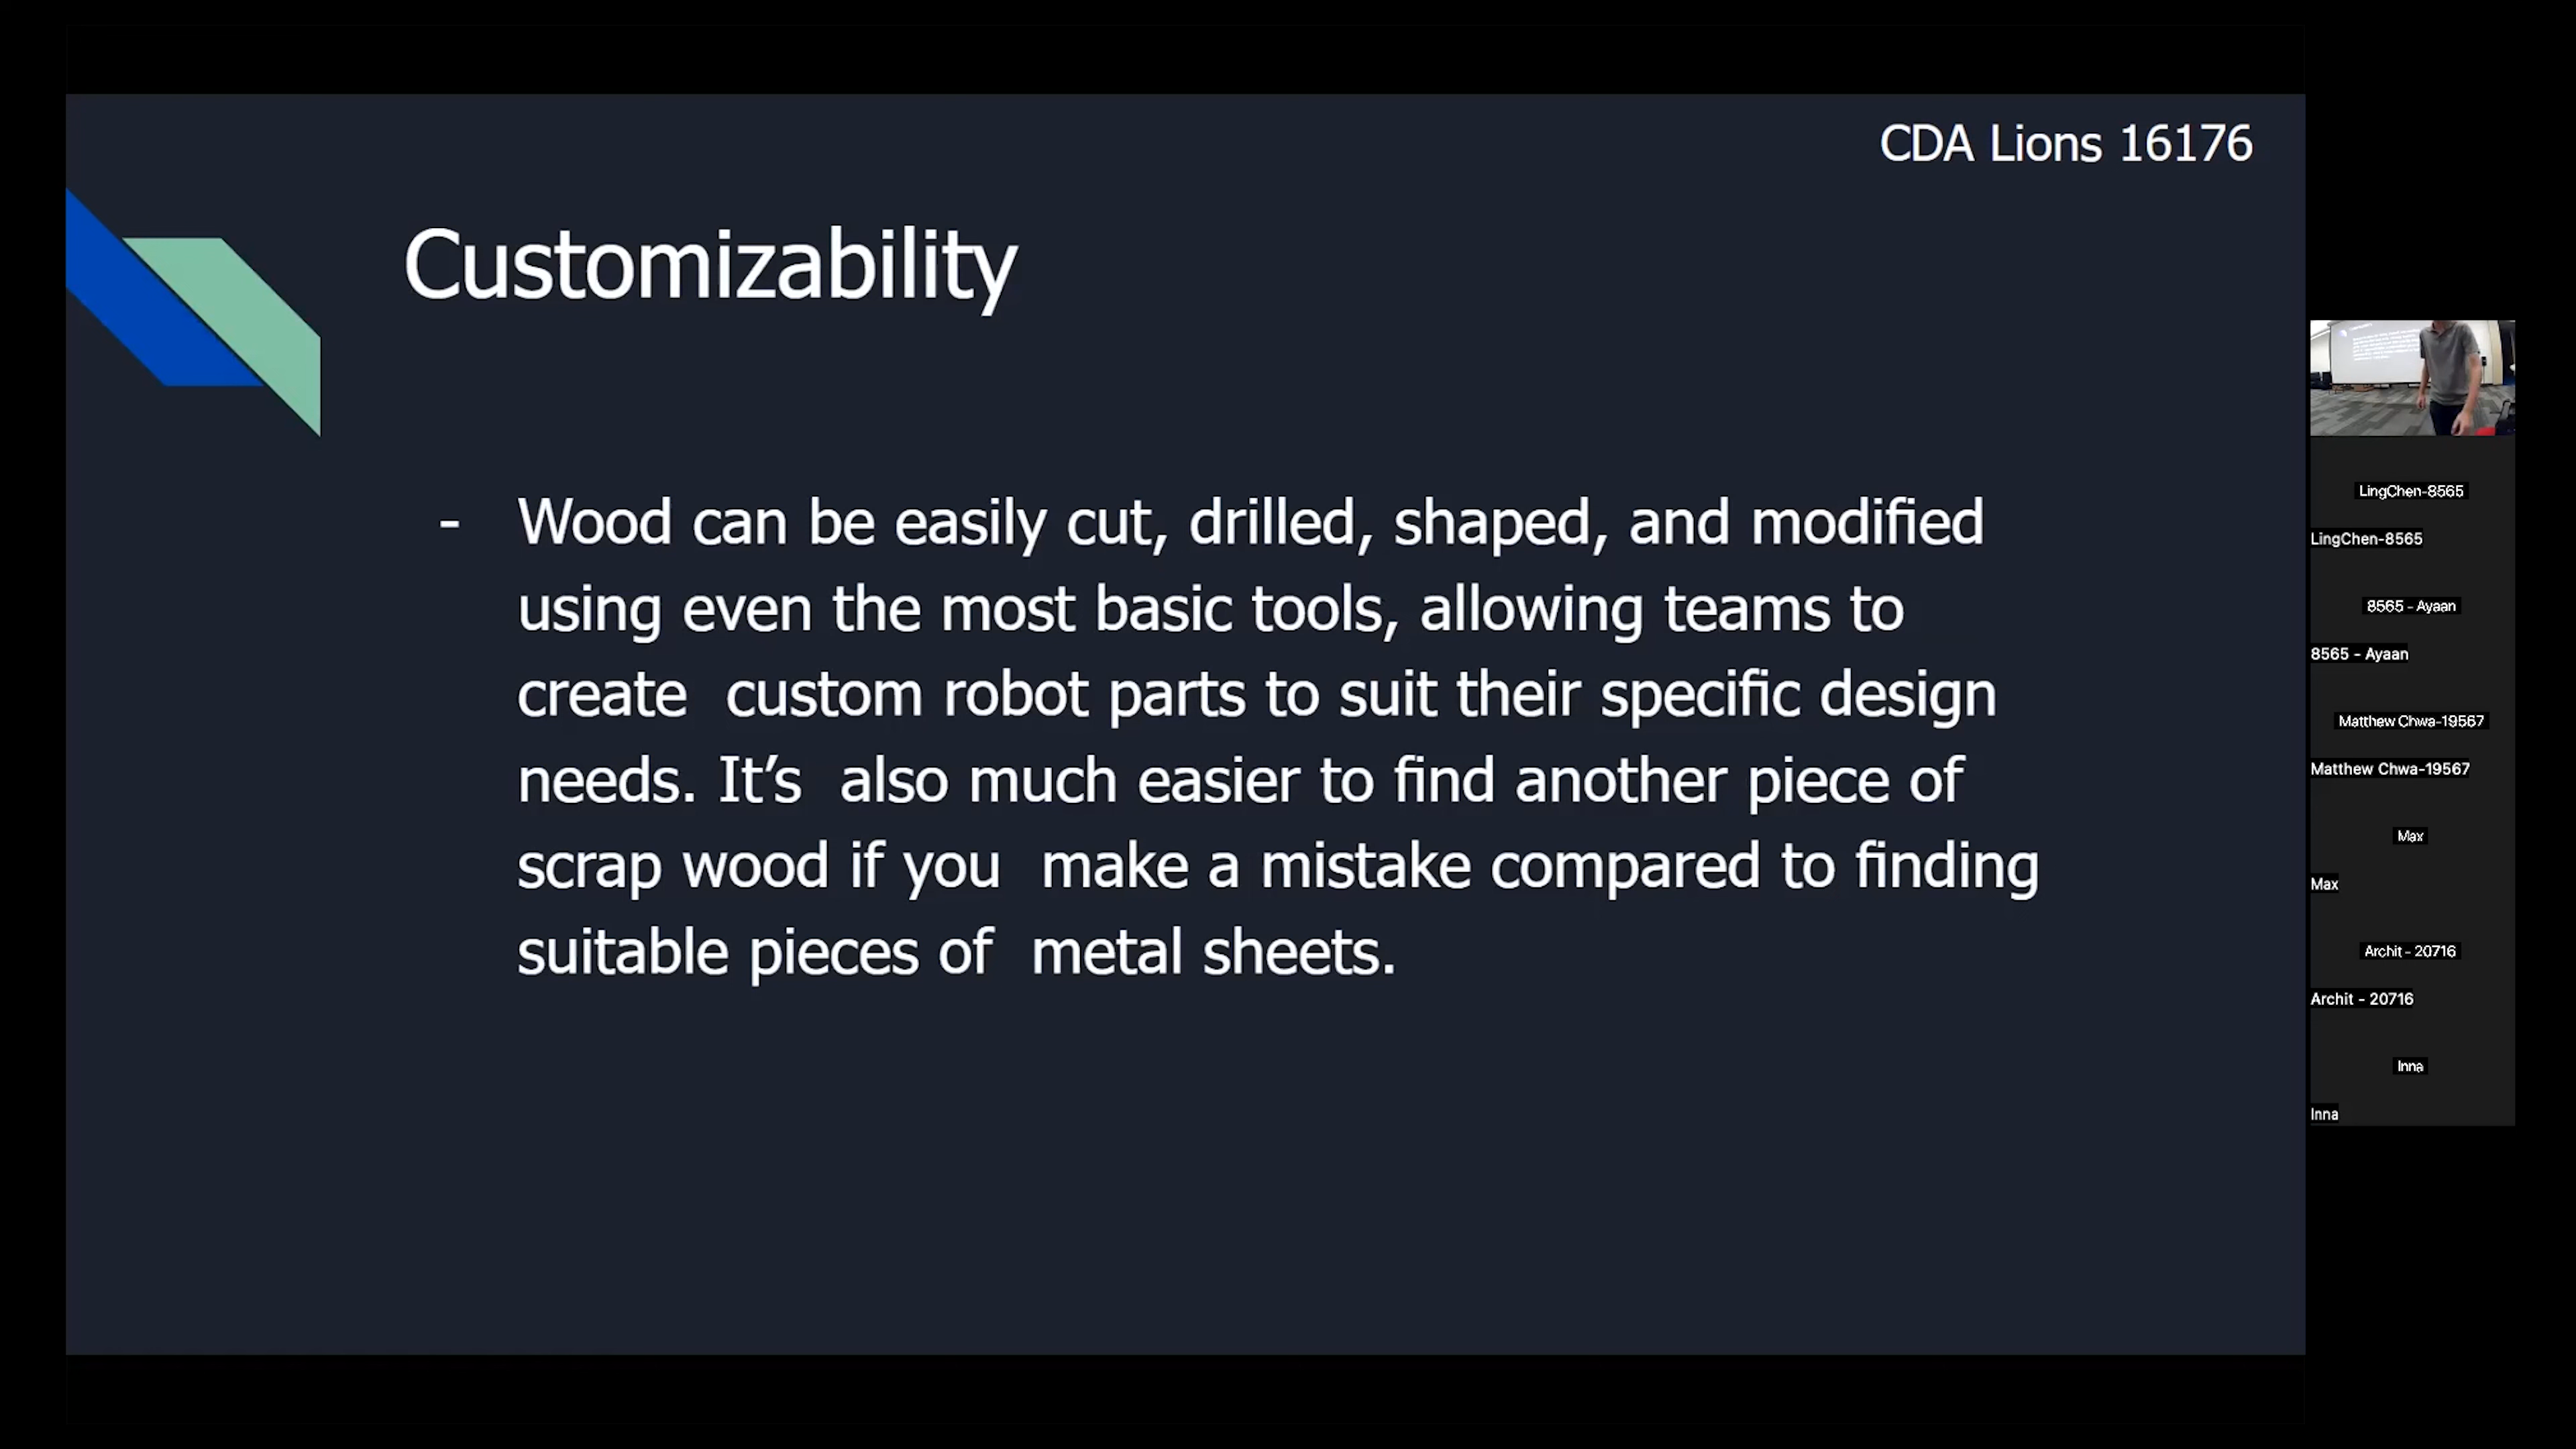 CDA Lions 16176
Customizability
- Wood can be easily cut, drilled, shaped, and modified
using even the most basic tools, allowing teams to
create  custom robot parts to suit their specific design
needs. It’s  also much easier to find another piece of
scrap wood if you  make a mistake compared to finding
suitable pieces of  metal sheets.
LingChen-8565
LingChen-8565
8565 - Ayaan
8565 - Ayaan
Matthew Chwa-19567
Matthew Chwa-19567
Max
Max
Archit - 20716
Archit - 20716
Inna
Inna